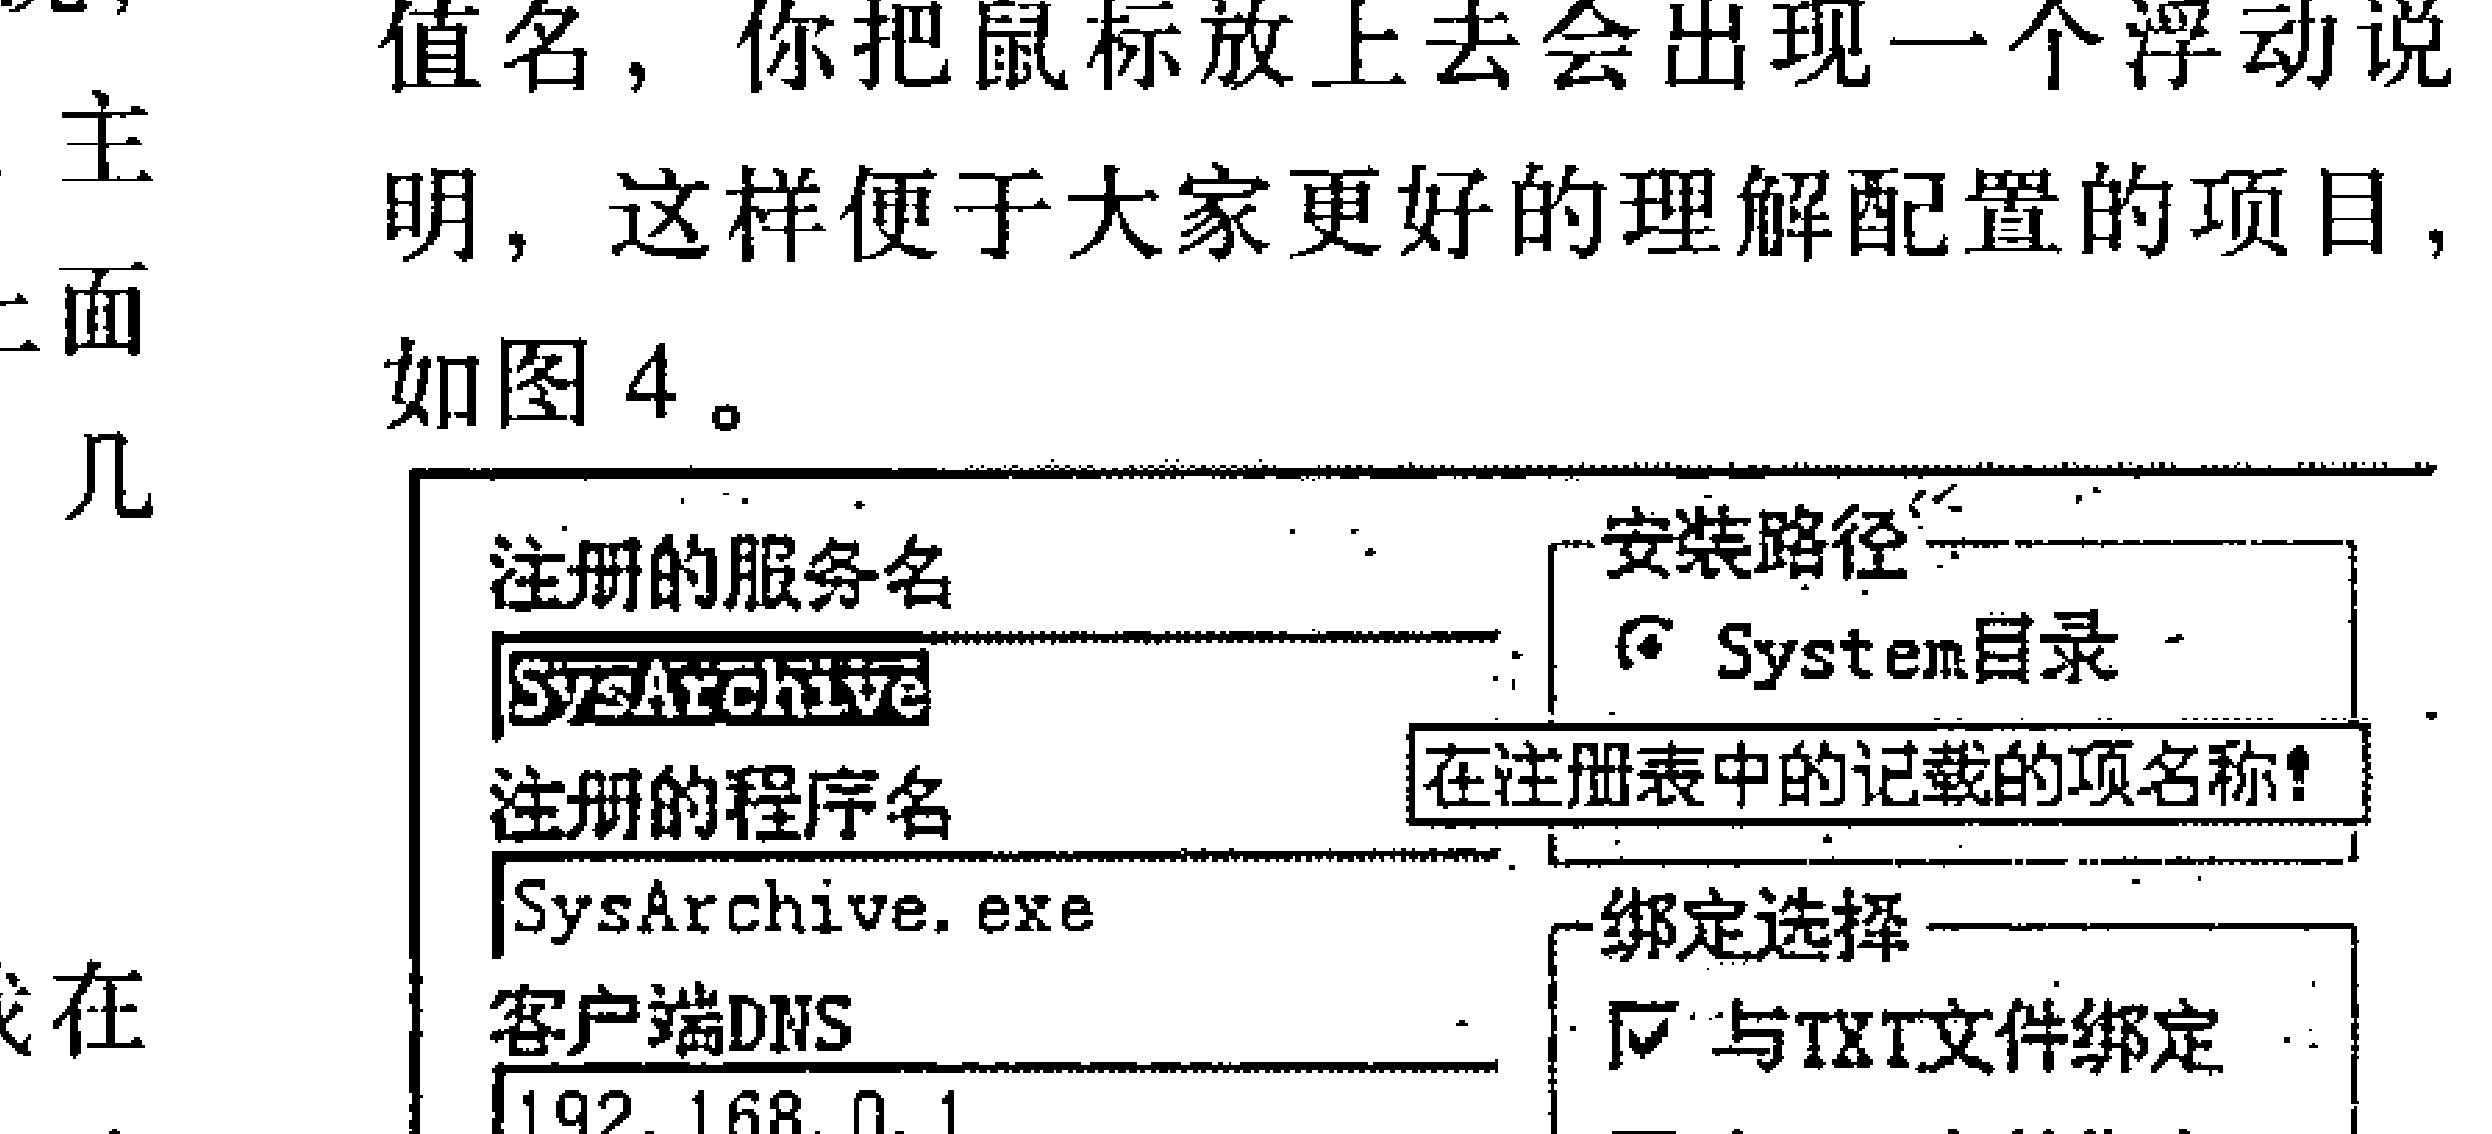 主
上面
几
我在
值名，你把鼠标放上去会出现一个浮动说
明，这样便于大家更好的理解配置的项目，
如图 4。
注册的服务名
SysArchive
注册的程序名
SysArchive.exe
客户端DNS
192.168.0.1
安装路径
System目录
在注册表中的记载的项名称!
绑定选择
与TXT文件绑定